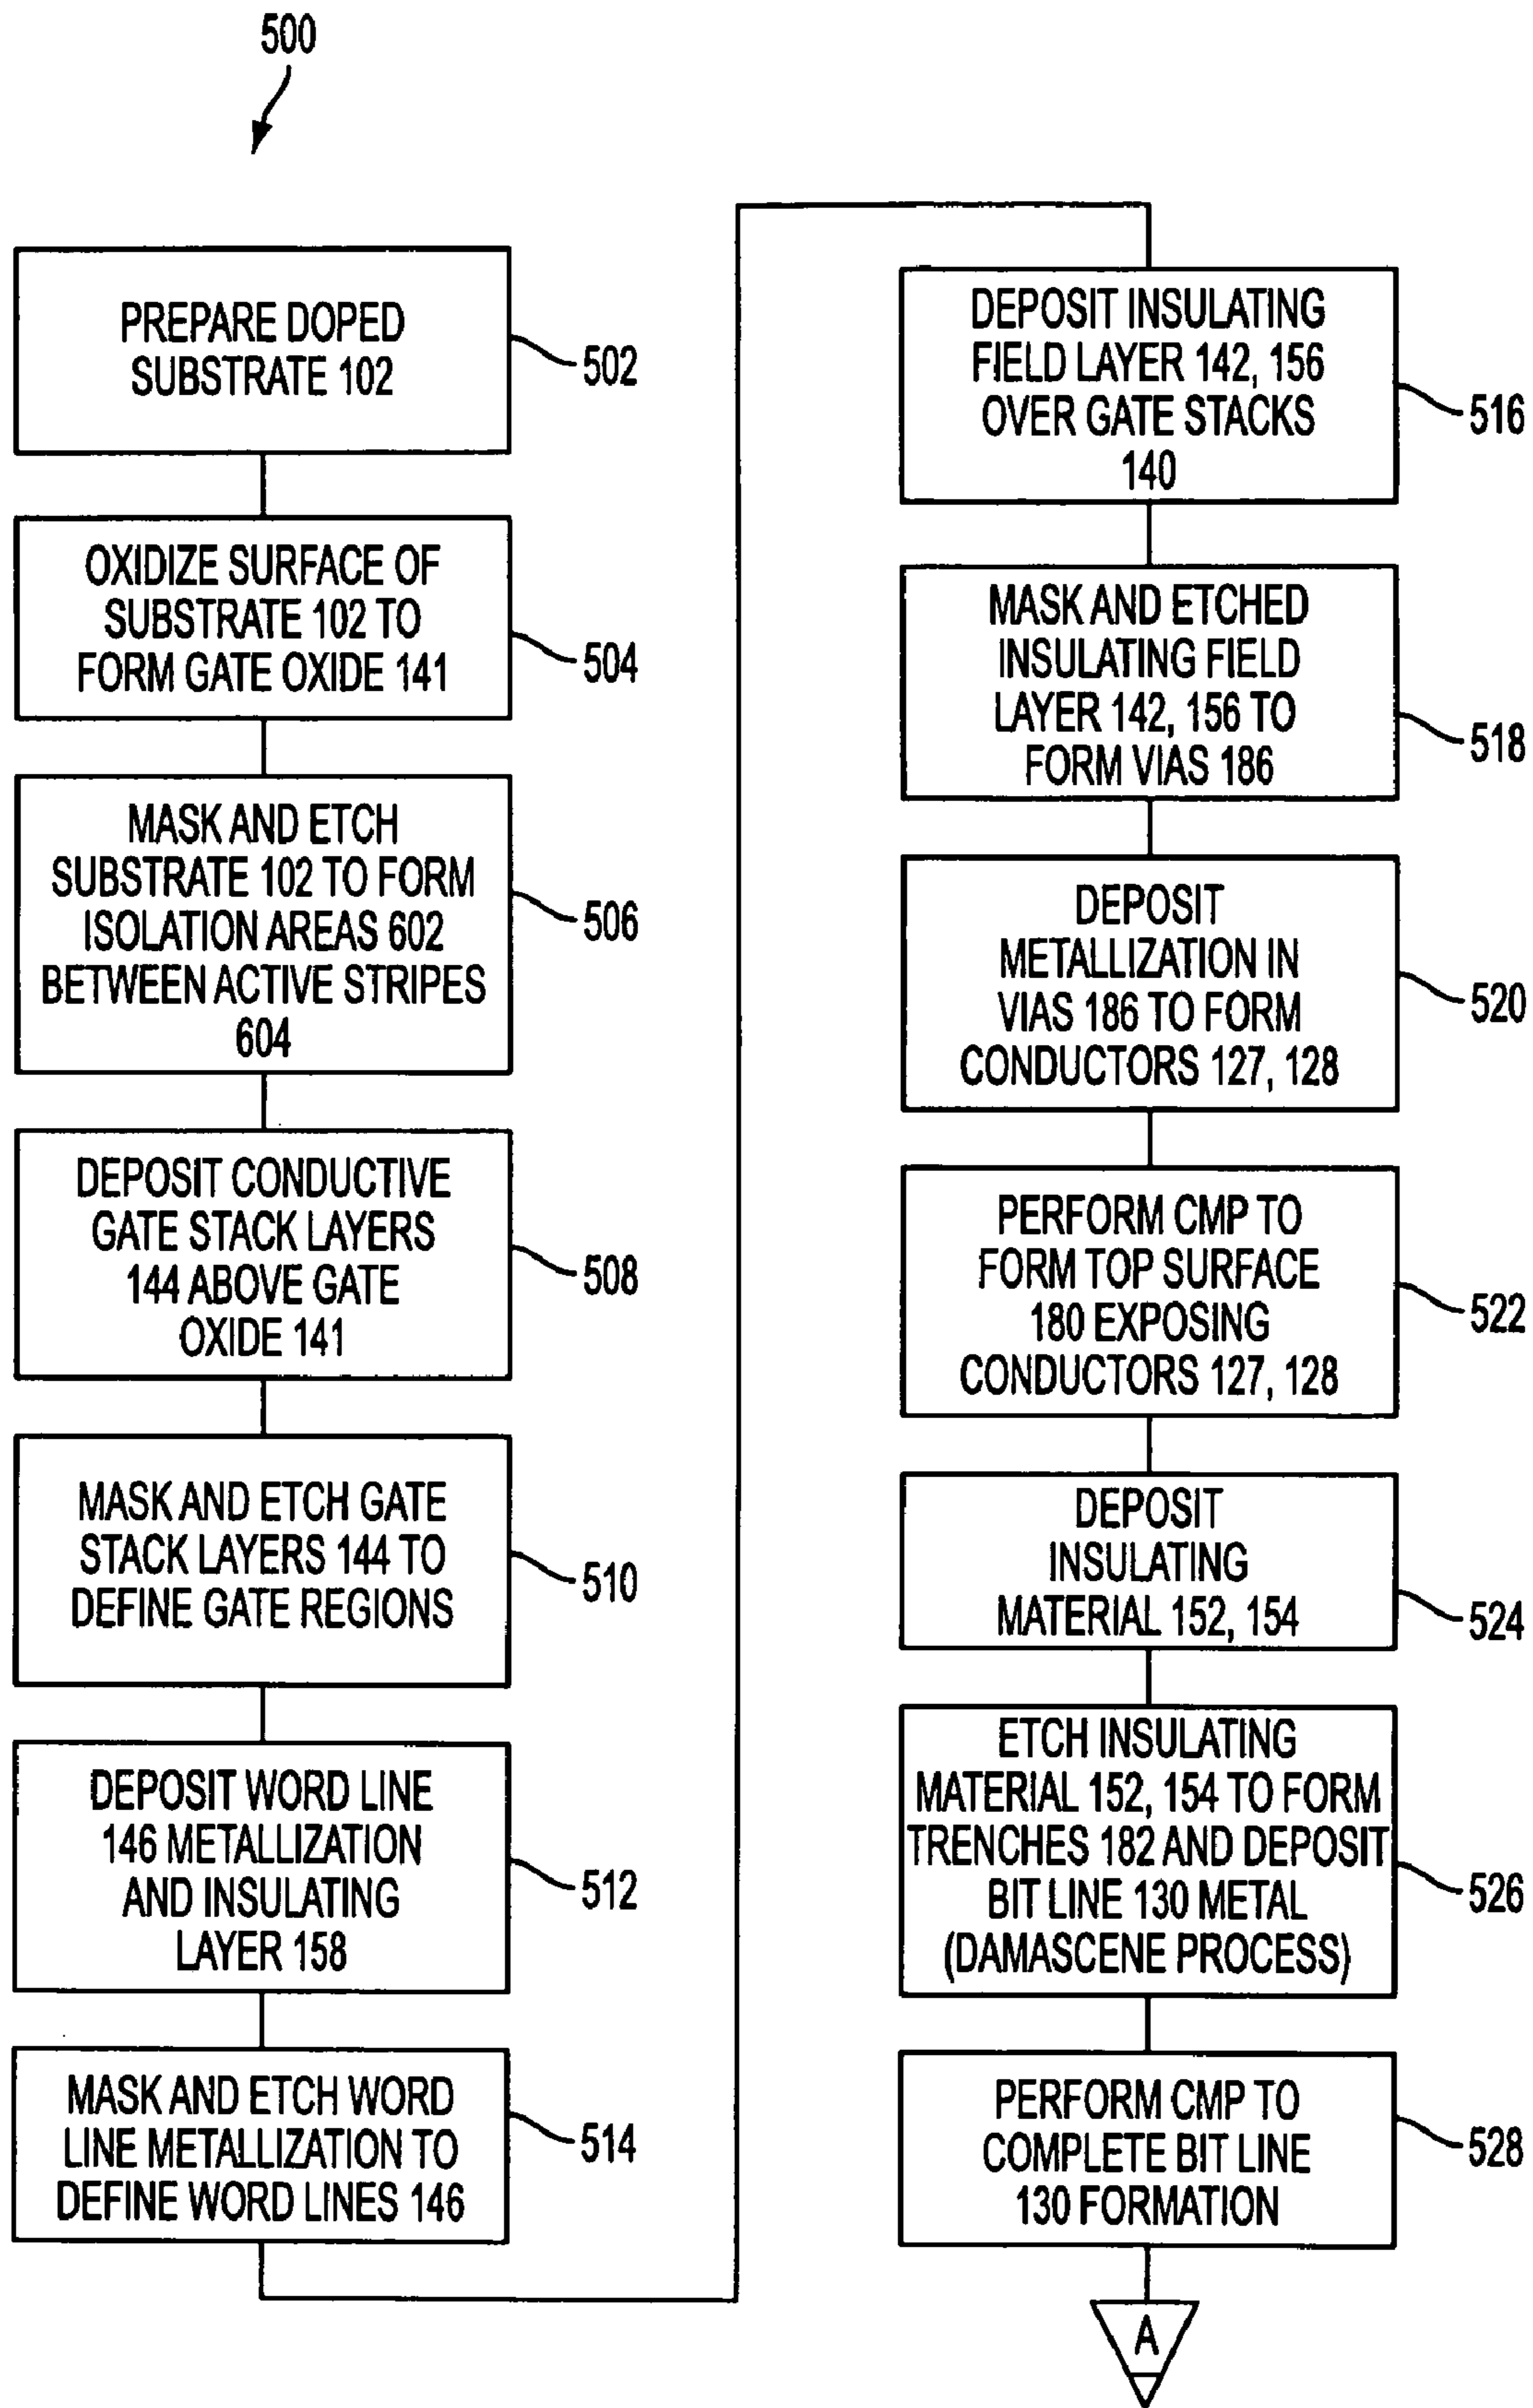 500
PREPARE DOPED
SUBSTRATE 102
502
OXIDIZE SURFACE OF
SUBSTRATE 102 TO
FORM GATE OXIDE 141
504
MASK AND ETCH
SUBSTRATE 102 TO FORM
ISOLATION AREAS 602
BETWEEN ACTIVE STRIPES
604
506
DEPOSIT CONDUCTIVE
GATE STACK LAYERS
144 ABOVE GATE
OXIDE 141
508
MASK AND ETCH GATE
STACK LAYERS 144 TO
DEFINE GATE REGIONS
510
DEPOSIT WORD LINE
146 METALLIZATION
AND INSULATING
LAYER 158
512
MASK AND ETCH WORD
LINE METALLIZATION TO
DEFINE WORD LINES 146
514
DEPOSIT INSULATING
FIELD LAYER 142, 156
OVER GATE STACKS
140
516
MASK AND ETCHED
INSULATING FIELD
LAYER 142, 156 TO
FORM VIAS 186
518
DEPOSIT
METALLIZATION IN
VIAS 186 TO FORM
CONDUCTORS 127, 128
520
PERFORM CMP TO
FORM TOP SURFACE
180 EXPOSING
CONDUCTORS 127, 128
522
DEPOSIT
INSULATING
MATERIAL 152, 154
524
ETCH INSULATING
MATERIAL 152, 154 TO FORM
TRENCHES 182 AND DEPOSIT
BIT LINE 130 METAL
(DAMASCENE PROCESS)
526
PERFORM CMP TO
COMPLETE BIT LINE
130 FORMATION
528
A